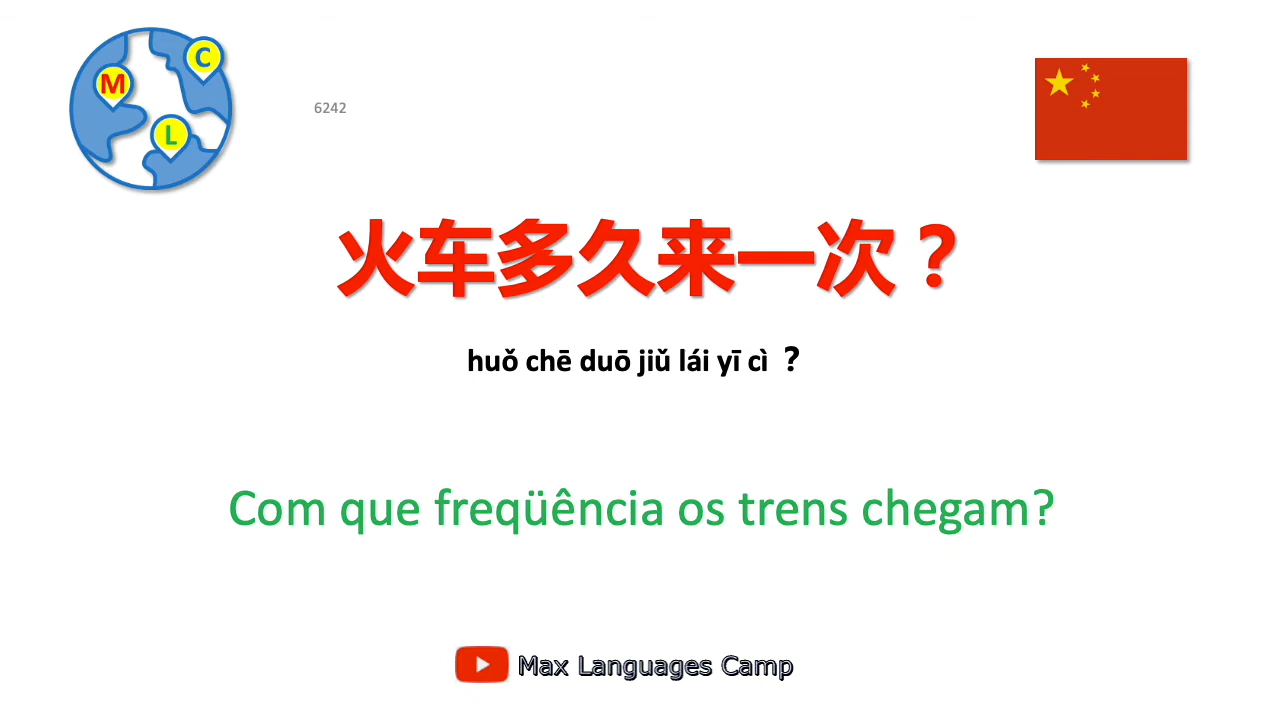 C
M
L
6242
火车多久来一次？
huǒ chē duō jiǔ lái yī cì ？
Com que freqüência os trens chegam?
Max Languages Camp